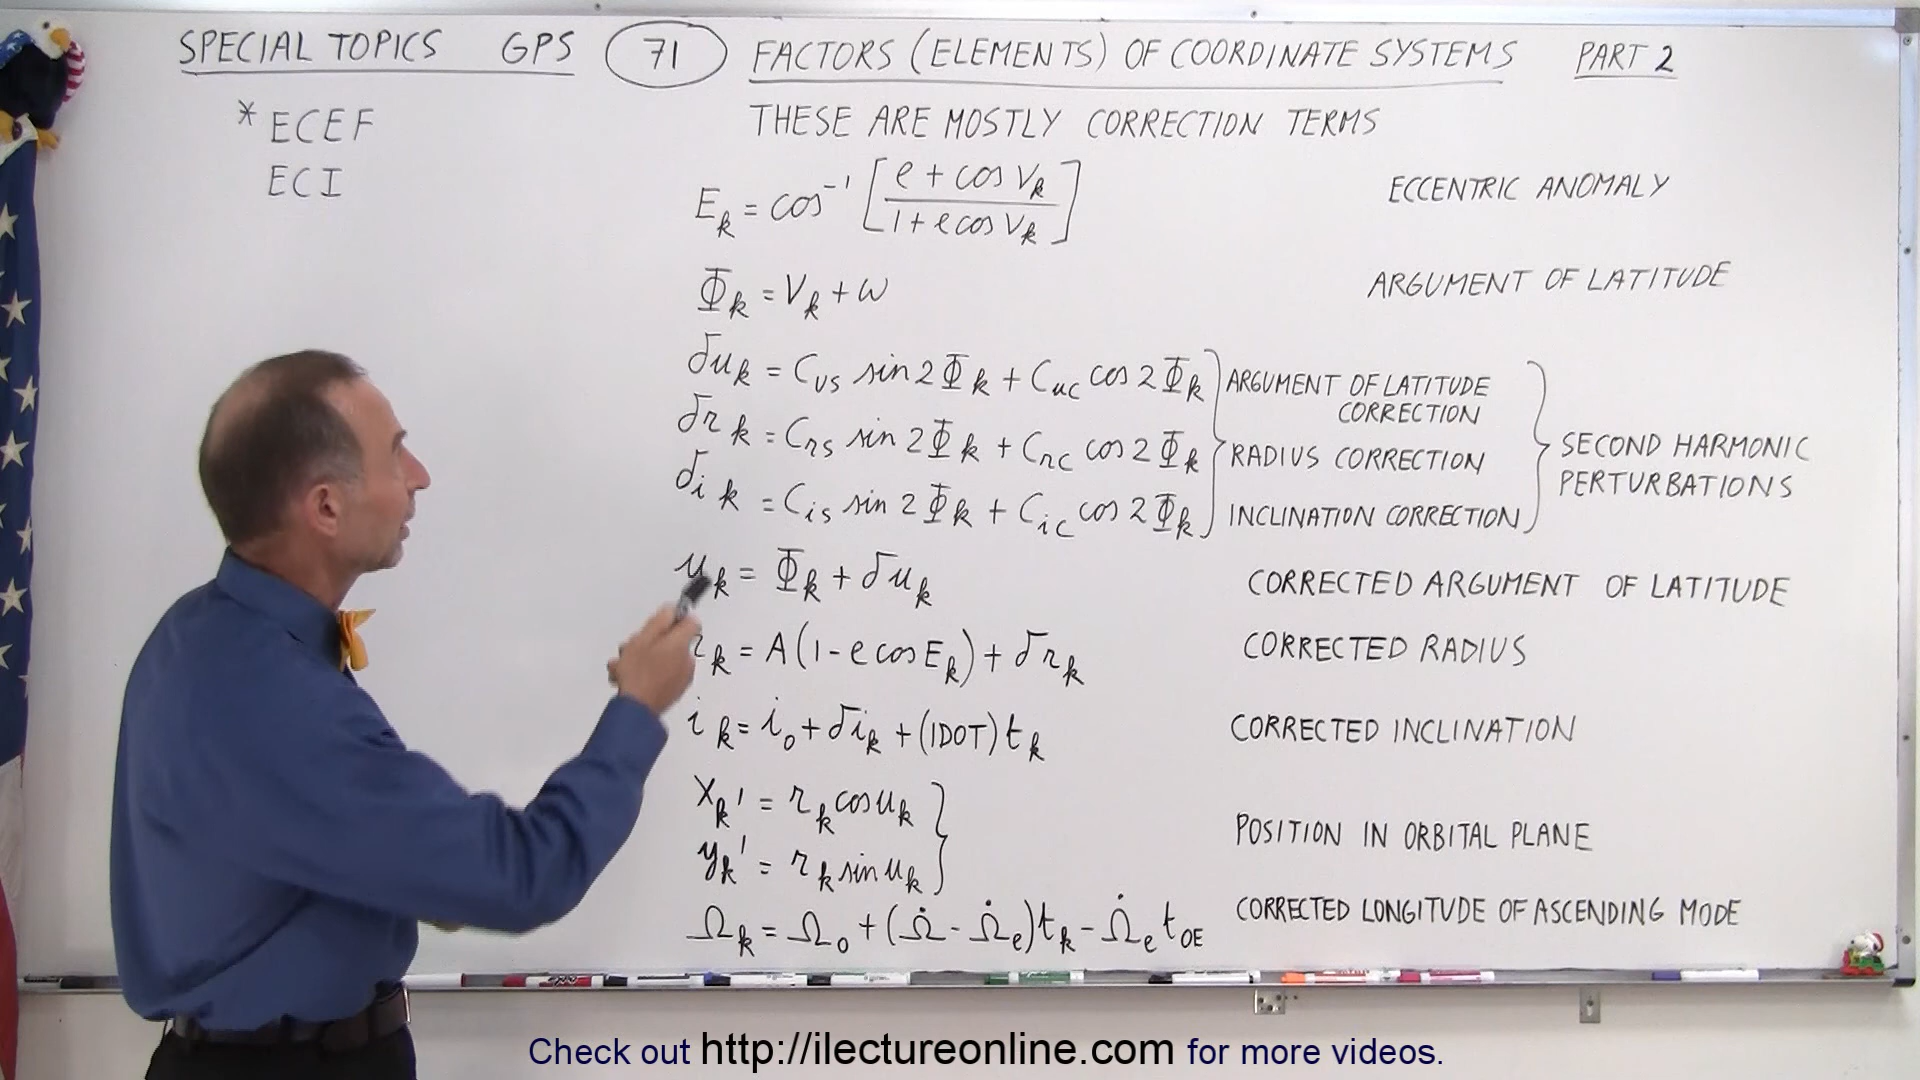 SPECIAL TOPICS GPS 71 FACTORS (ELEMENTS) OF COORDINATE SYSTEMS PART 2
* ECEF
ECI
THESE ARE MOSTLY CORRECTION TERMS
E_k = cos⁻¹ [(e + cos V_k) / (1 + e cos V_k)] ECCENTRIC ANOMALY
Φ_k = V_k + ω ARGUMENT OF LATITUDE
δu_k = C_us sin 2Φ_k + C_uc cos 2Φ_k ARGUMENT OF LATITUDE CORRECTION
δr_k = C_rs sin 2Φ_k + C_rc cos 2Φ_k RADIUS CORRECTION
δi_k = C_is sin 2Φ_k + C_ic cos 2Φ_k INCLINATION CORRECTION
SECOND HARMONIC
PERTURBATIONS
u_k = Φ_k + δu_k CORRECTED ARGUMENT OF LATITUDE
r_k = A(1 - e cos E_k) + δr_k CORRECTED RADIUS
i_k = i_0 + δi_k + (IDOT) t_k CORRECTED INCLINATION
x_k' = r_k cos u_k
y_k' = r_k sin u_k
POSITION IN ORBITAL PLANE
Ω_k = Ω_0 + (Ω̇ - Ω̇_e) t_k - Ω̇_e t_OE CORRECTED LONGITUDE OF ASCENDING MODE
Check out http://ilectureonline.com for more videos.